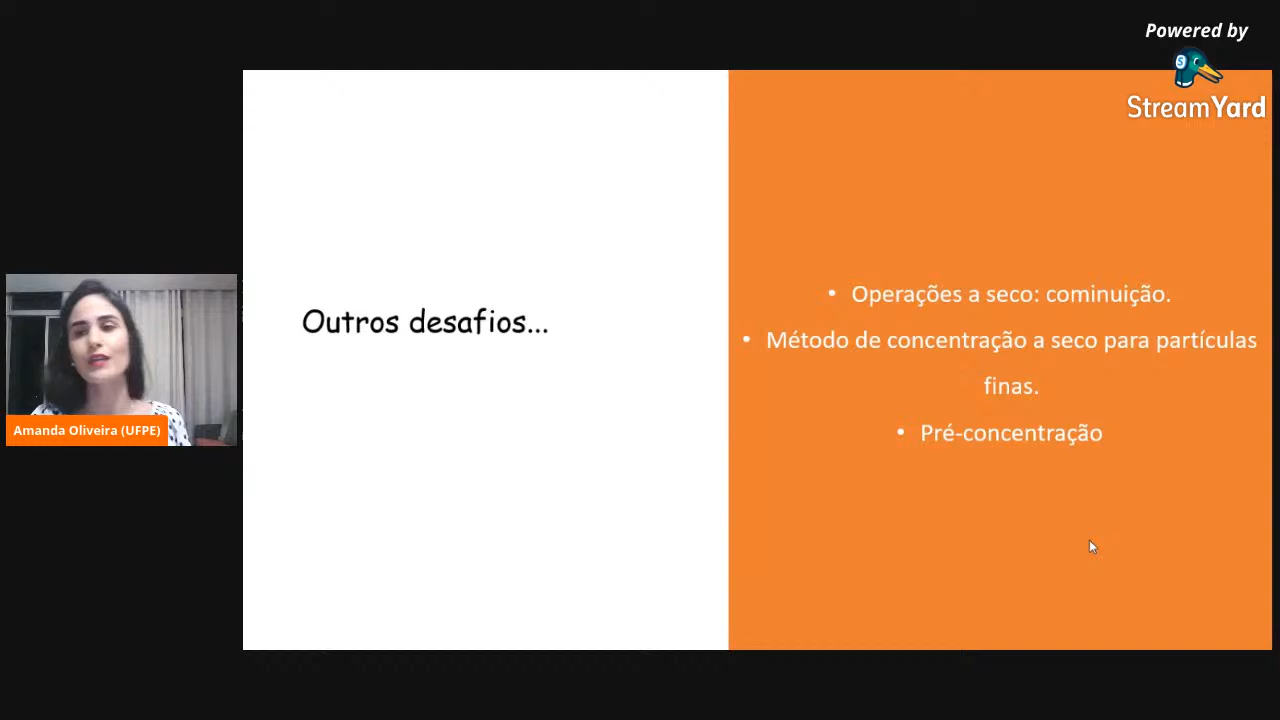 Powered by
StreamYard
Outros desafios...
• Operações a seco: cominuição.
• Método de concentração a seco para partículas
finas.
• Pré-concentração
Amanda Oliveira (UFPE)